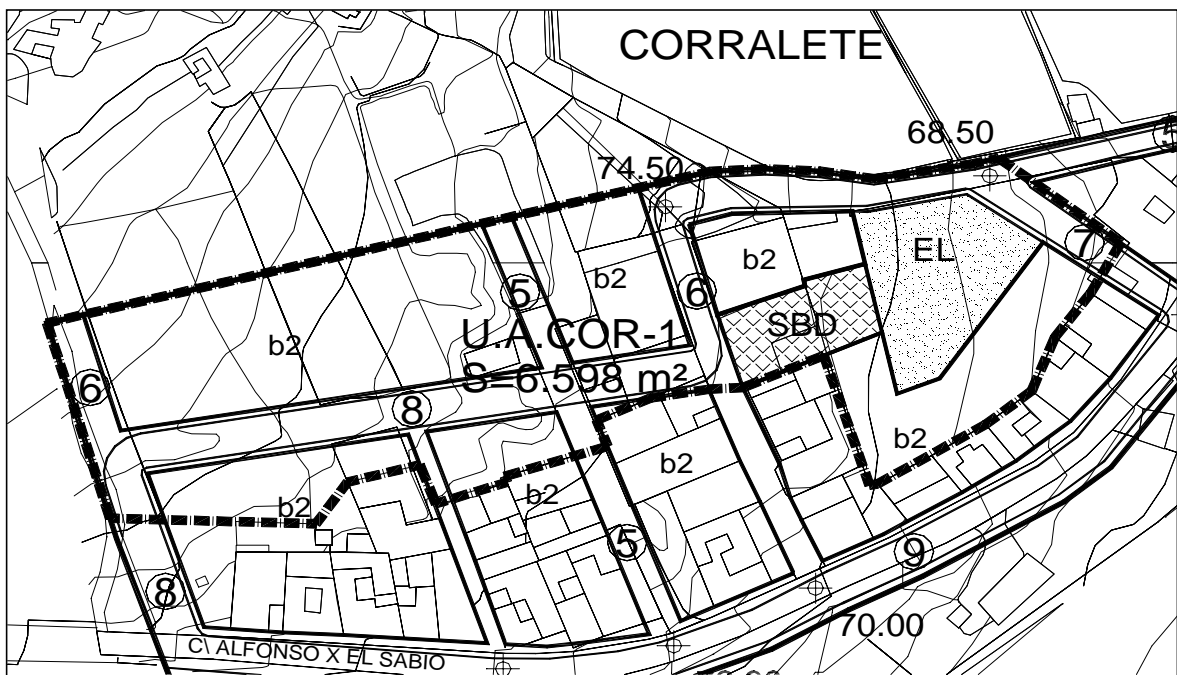 CORRALETE
68.50
74.50
EL
7
b2
b2
5
6
SBD
U.A.COR-1
b2
S=6.598 m²
6
8
b2
b2
b2
b2
5
9
8
70.00
C\ ALFONSO X EL SABIO